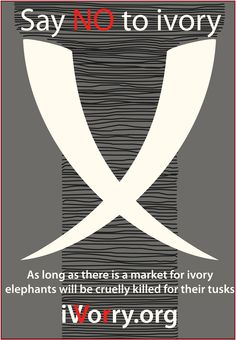 Say NO to ivory
As long as there is a market for ivory
elephants will be cruelly killed for their tusks
iWorry.org